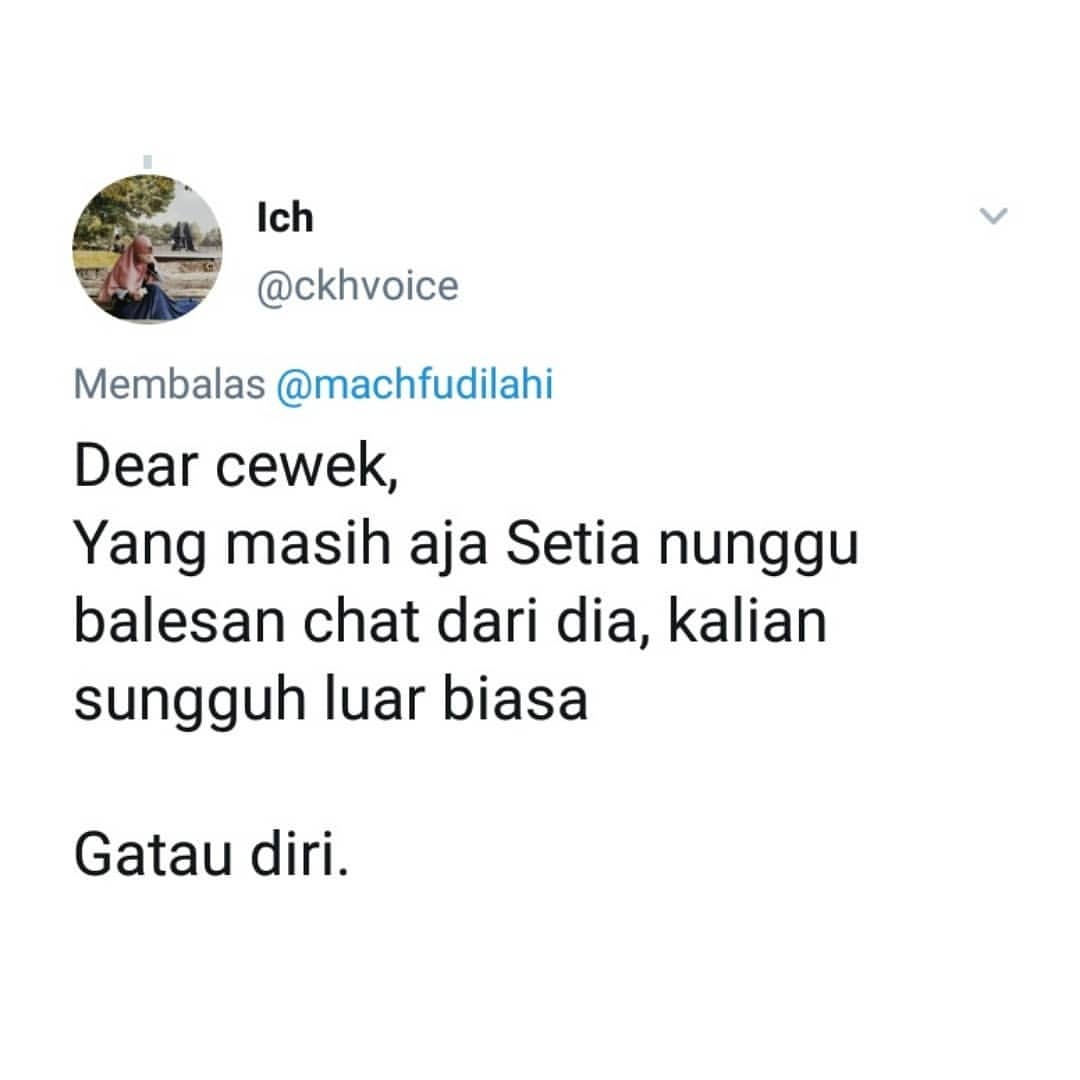 Ich
@ckhvoice
Membalas @machfudilahi
Dear cewek,
Yang masih aja Setia nunggu
balesan chat dari dia, kalian
sungguh luar biasa
Gatau diri.